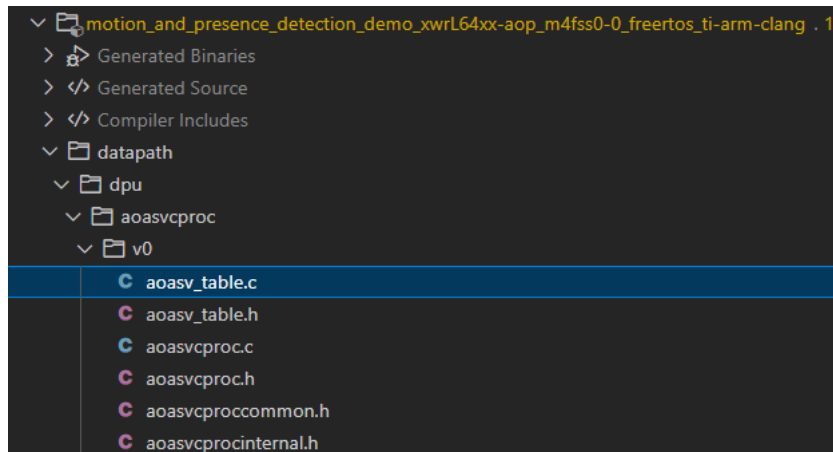 motion_and_presence_detection_demo_xwrL64xx-aop_m4fss0-0_freertos_ti-arm-clang . 1
Generated Binaries
</> Generated Source
</> Compiler Includes
datapath
dpu
aoasvcproc
v0
C aoasv_table.c
C aoasv_table.h
C aoasvcproc.c
C aoasvcproc.h
C aoasvcproccommon.h
C aoasvcprocinternal.h